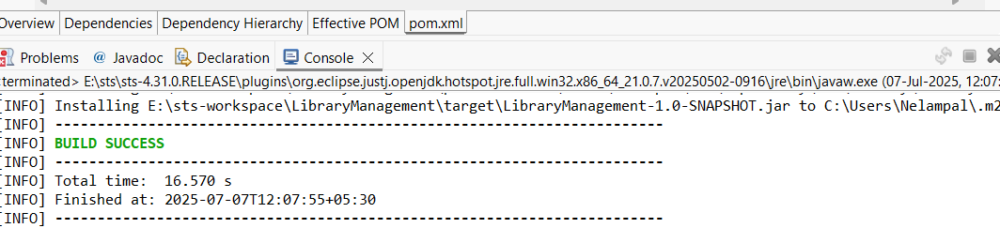 Overview Dependencies Dependency Hierarchy Effective POM pom.xml
Problems @ Javadoc Declaration Console
<terminated> E:\sts\sts-4.31.0.RELEASE\plugins\org.eclipse.justj.openjdk.hotspot.jre.full.win32.x86_64_21.0.7.v20250502-0916\jre\bin\javaw.exe (07-Jul-2025, 12:07:
[INFO] Installing E:\sts-workspace\LibraryManagement\target\LibraryManagement-1.0-SNAPSHOT.jar to C:\Users\Nelampal\.m2
[INFO] ------------------------------------------------------------------------
[INFO] BUILD SUCCESS
[INFO] ------------------------------------------------------------------------
[INFO] Total time:  16.570 s
[INFO] Finished at: 2025-07-07T12:07:55+05:30
[INFO] ------------------------------------------------------------------------